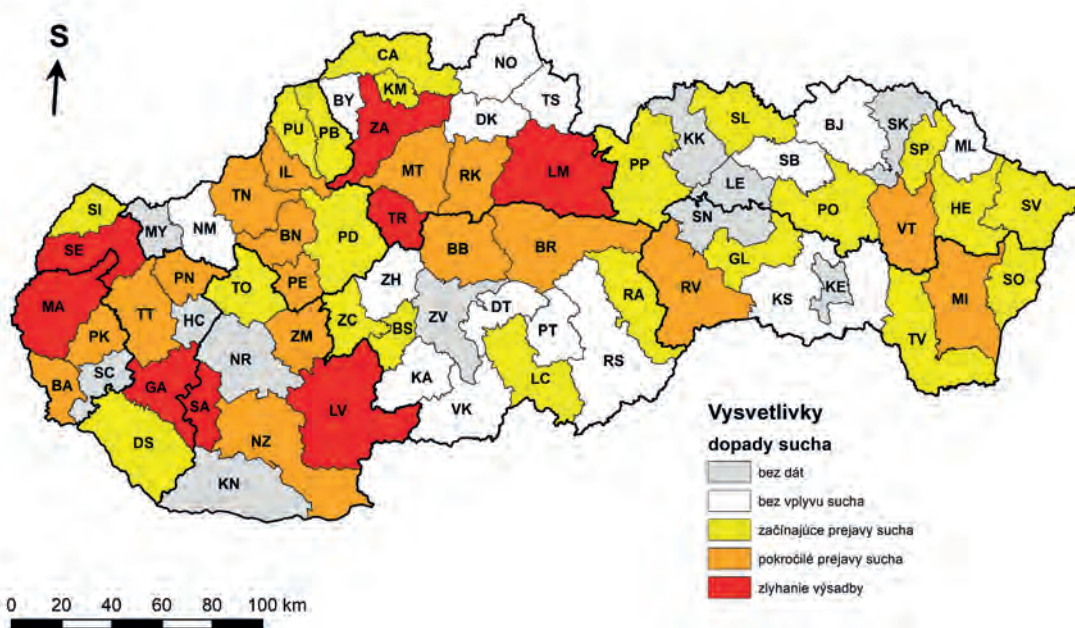 S
CA
NO
BY
KM
TS
ZA
DK
PU
PB
SL
BJ
SK
KK
SP
ML
SB
IL
MT
RK
LM
PP
LE
TN
PO
HE
SV
SI
MY
NM
TR
SN
VT
SE
BN
PD
BB
BR
GL
PN
TO
PE
ZH
RV
KE
SO
MA
TT
HC
ZM
ZC
BS
ZV
DT
RA
KS
MI
PK
NR
PT
TV
BA
SC
GA
SA
KA
LC
RS
LV
VK
DS
NZ
KN
Vysvetlivky
dopady sucha
bez dát
bez vplyvu sucha
začínajúce prejavy sucha
pokročilé prejavy sucha
zlyhanie výsadby
0 20 40 60 80 100 km